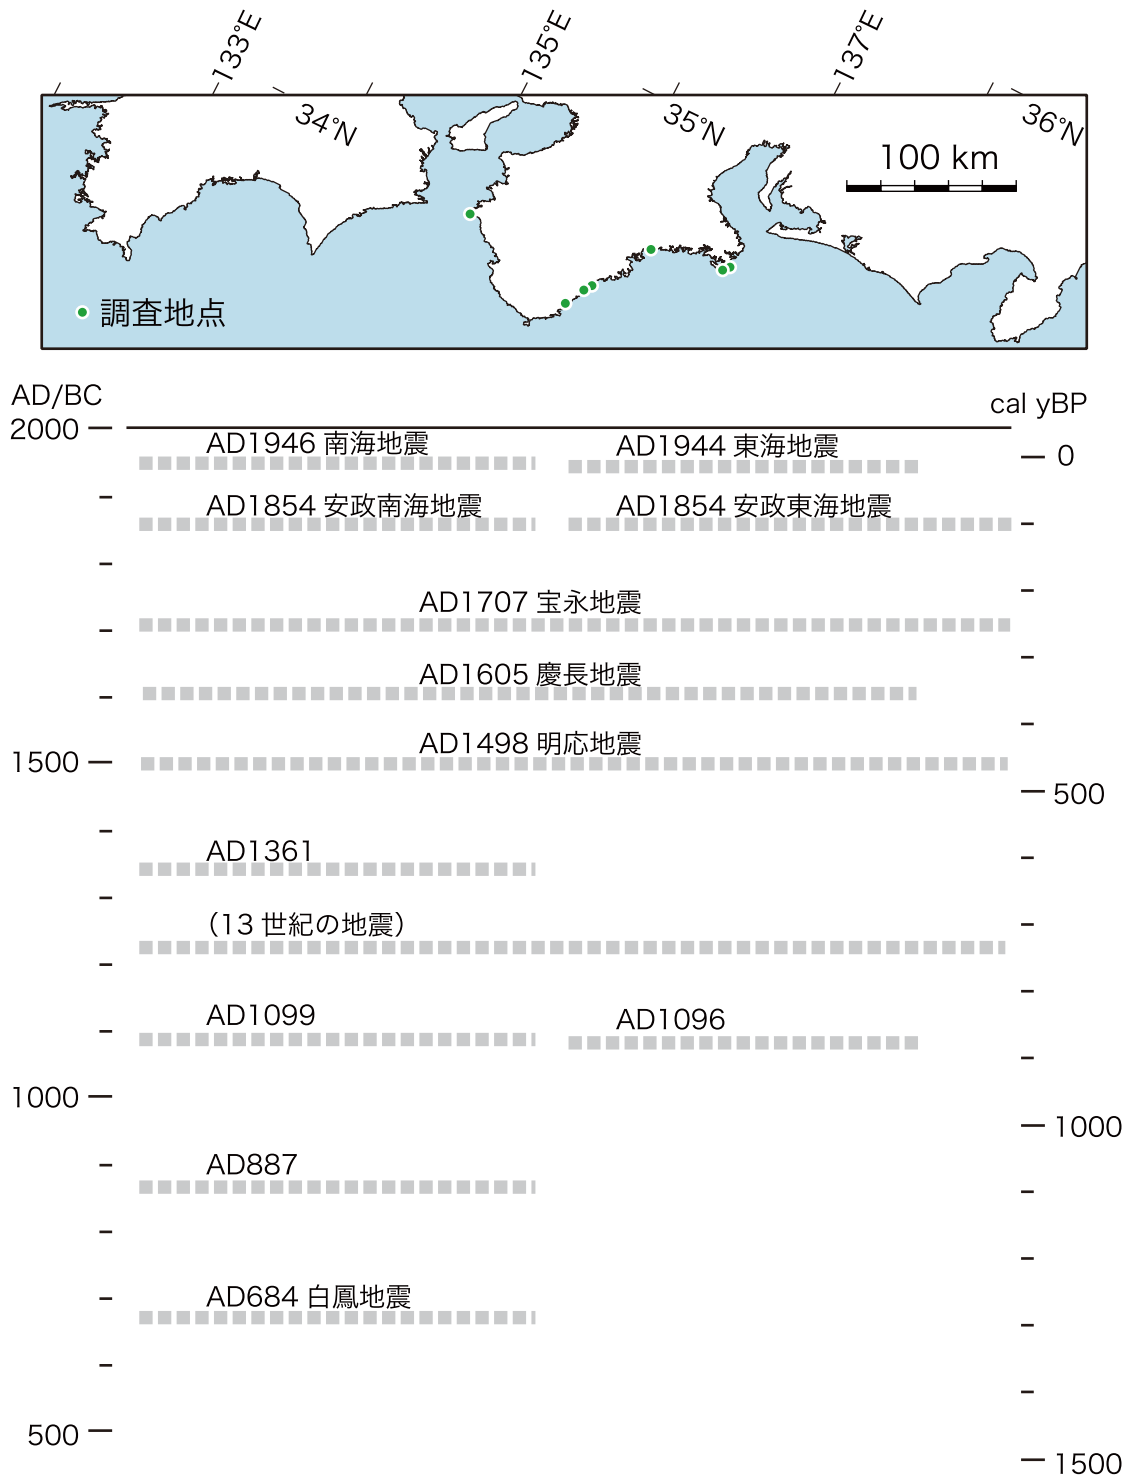 133°E
135°E
137°E
34°N
35°N
36°N
100 km
調査地点
AD/BC
cal yBP
2000
AD1946 南海地震
AD1944 東海地震
0
AD1854 安政南海地震
AD1854 安政東海地震
AD1707 宝永地震
AD1605 慶長地震
AD1498 明応地震
1500
500
AD1361
（13 世紀の地震）
AD1099
AD1096
1000
1000
AD887
AD684 白鳳地震
500
1500